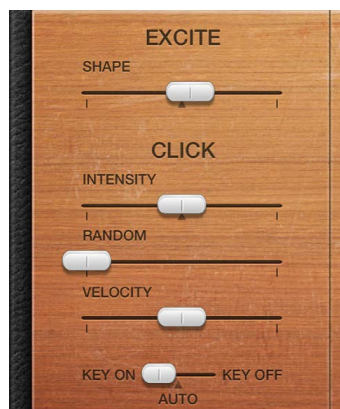 EXCITE
SHAPE
CLICK
INTENSITY
RANDOM
VELOCITY
KEY ON KEY OFF
AUTO